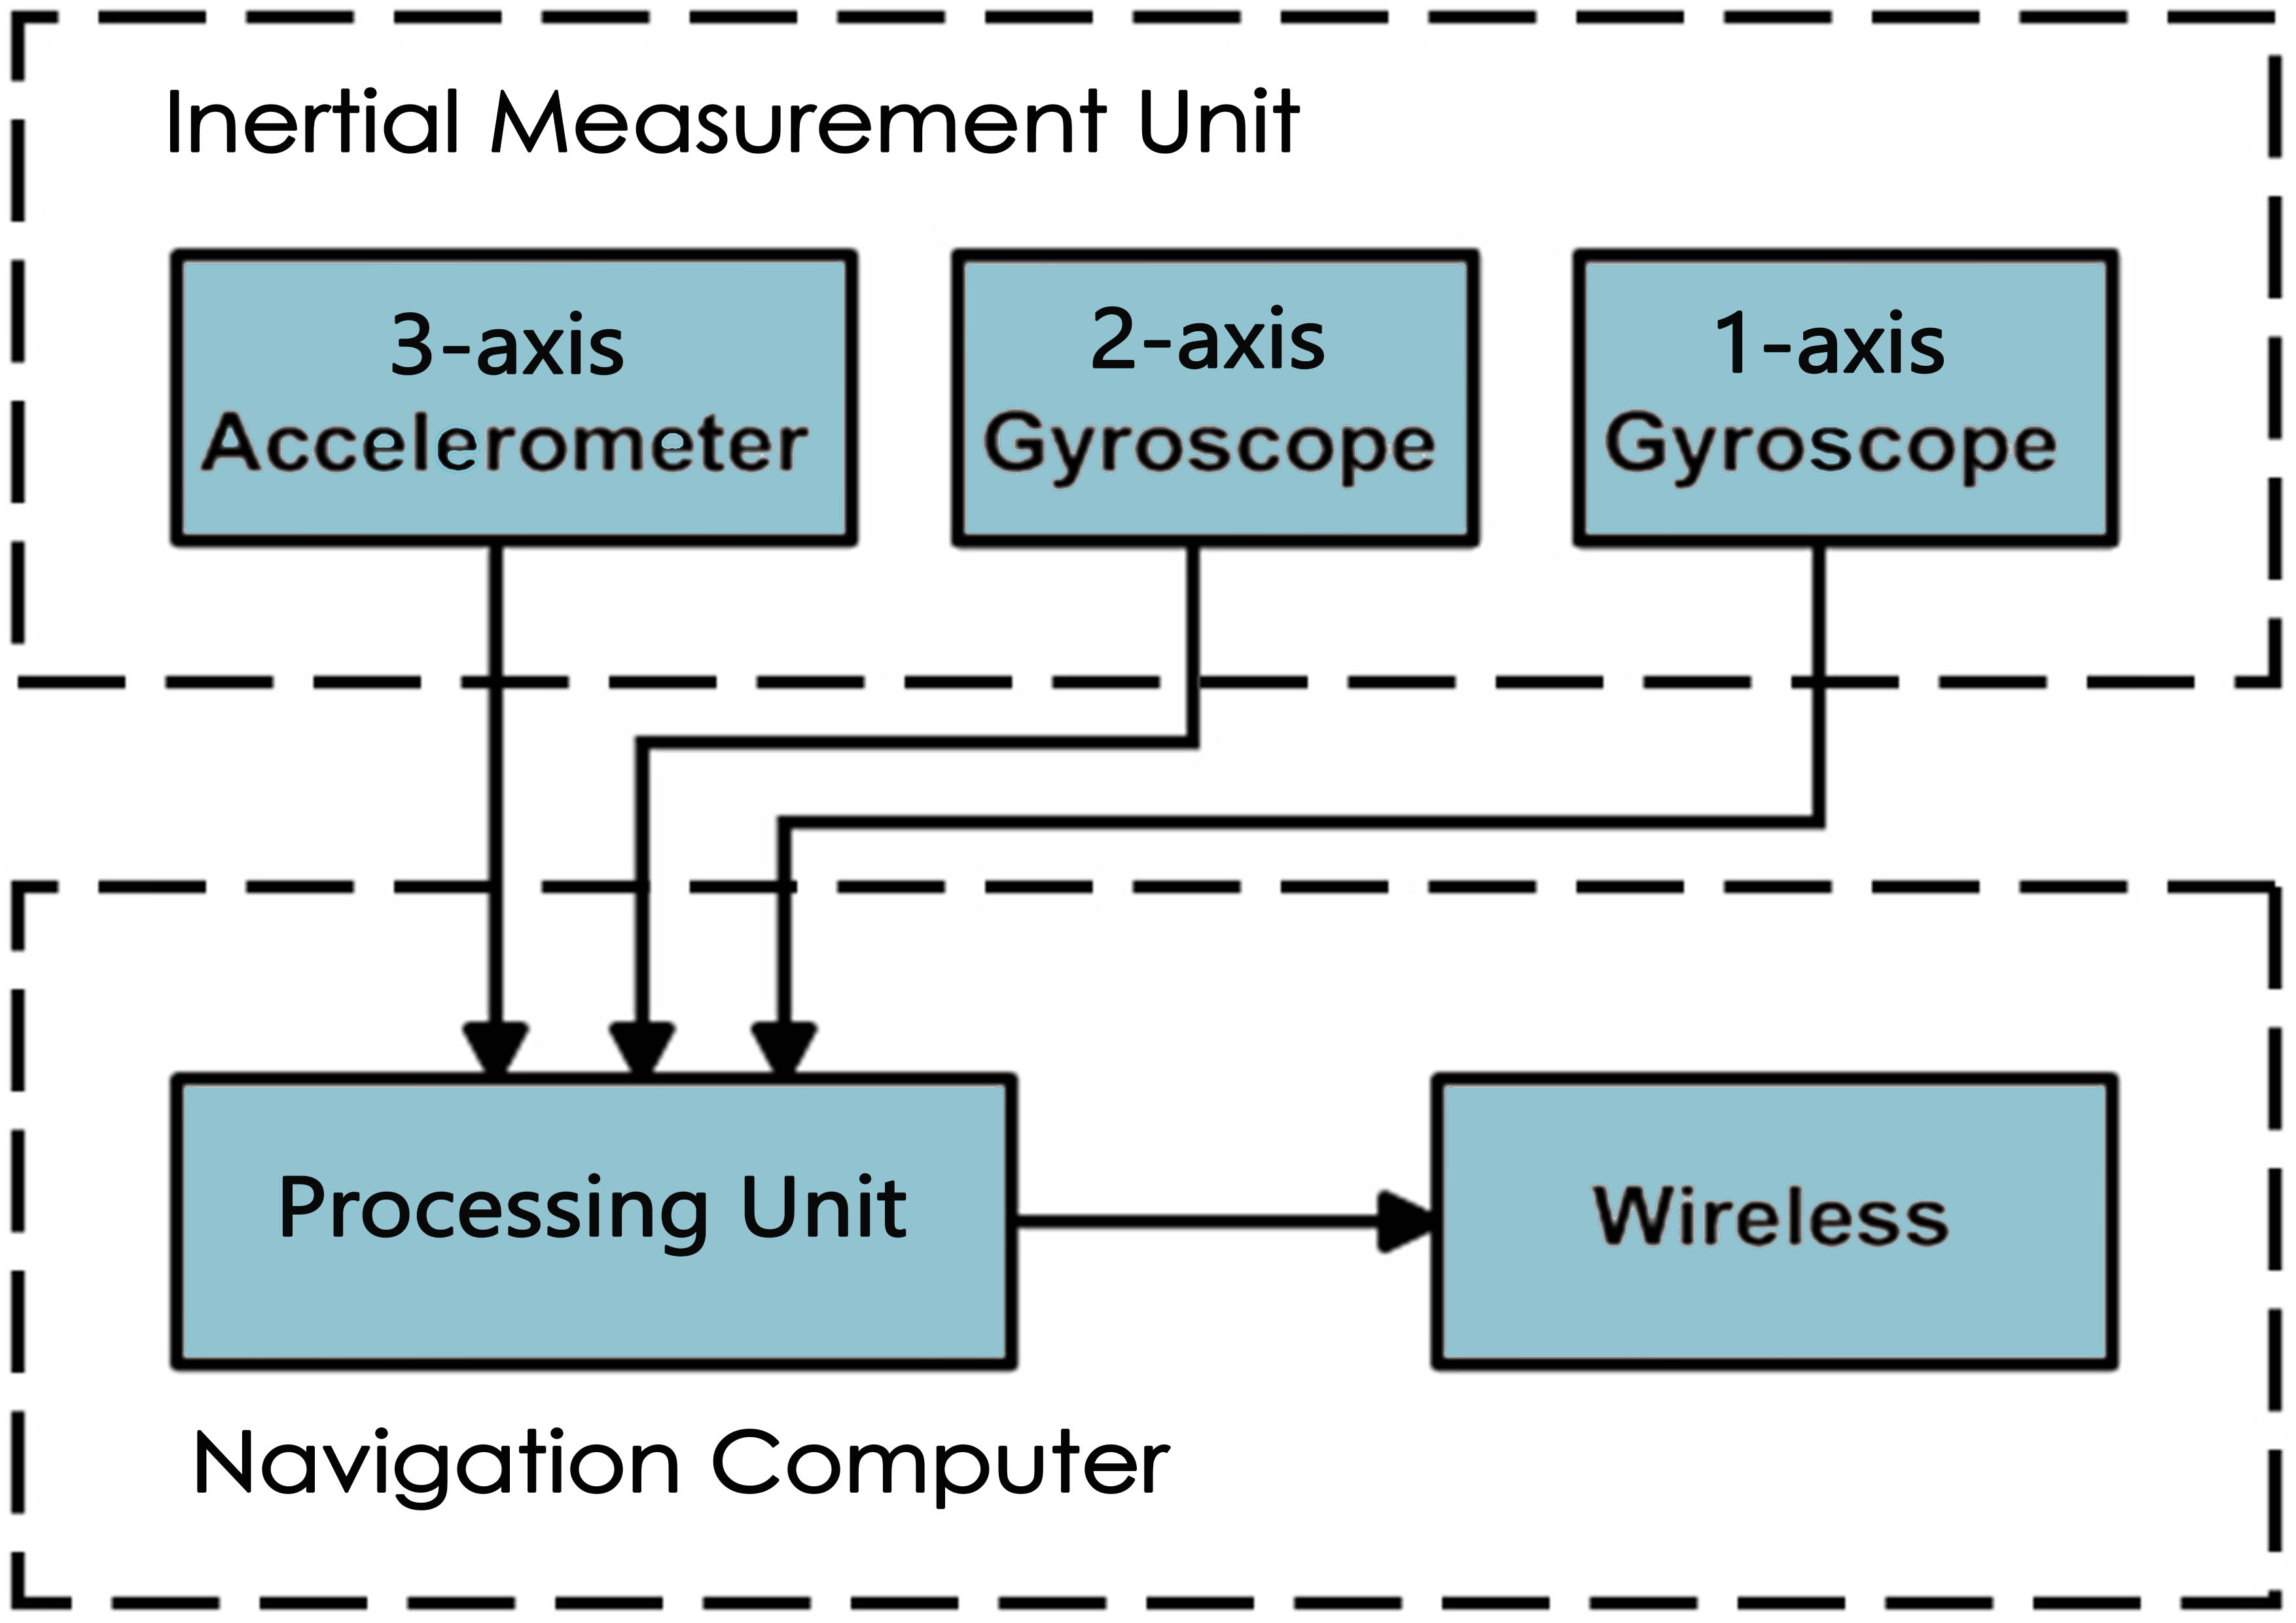 Inertial Measurement Unit
3-axis
Accelerometer
2-axis
Gyroscope
1-axis
Gyroscope
Processing Unit
Wireless
Navigation Computer